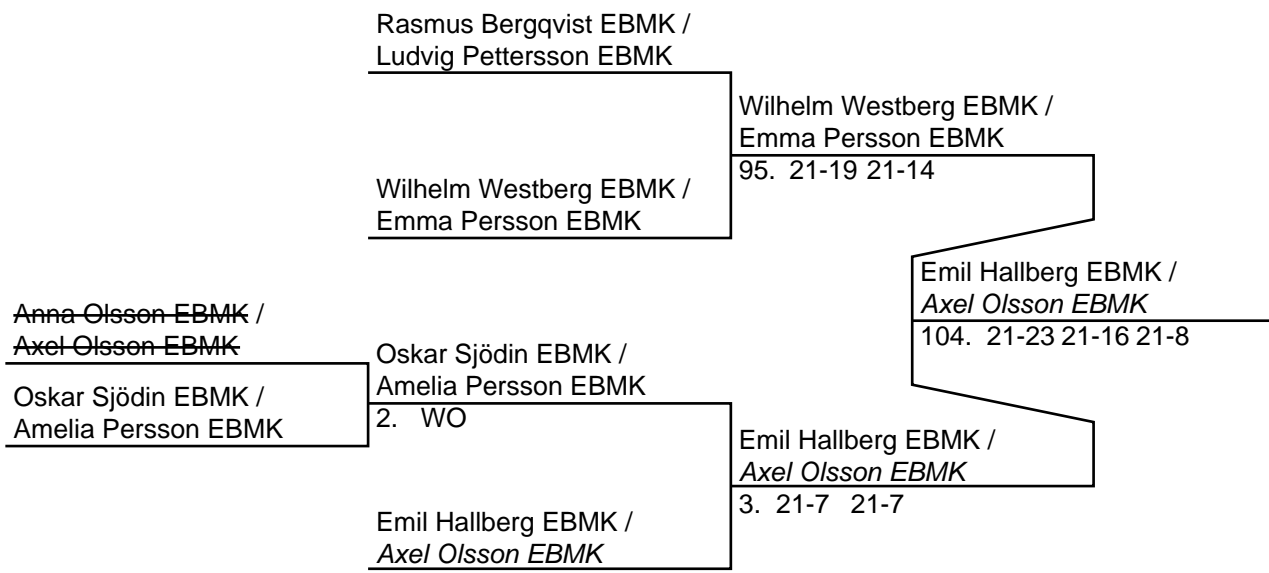 Rasmus Bergqvist EBMK /
Ludvig Pettersson EBMK
Wilhelm Westberg EBMK /
Emma Persson EBMK
95. 21-19 21-14
Wilhelm Westberg EBMK /
Emma Persson EBMK
Emil Hallberg EBMK /
Axel Olsson EBMK
104. 21-23 21-16 21-8
Anna Olsson EBMK /
Axel Olsson EBMK
Oskar Sjödin EBMK /
Amelia Persson EBMK
2. WO
Oskar Sjödin EBMK /
Amelia Persson EBMK
Emil Hallberg EBMK /
Axel Olsson EBMK
3. 21-7 21-7
Emil Hallberg EBMK /
Axel Olsson EBMK